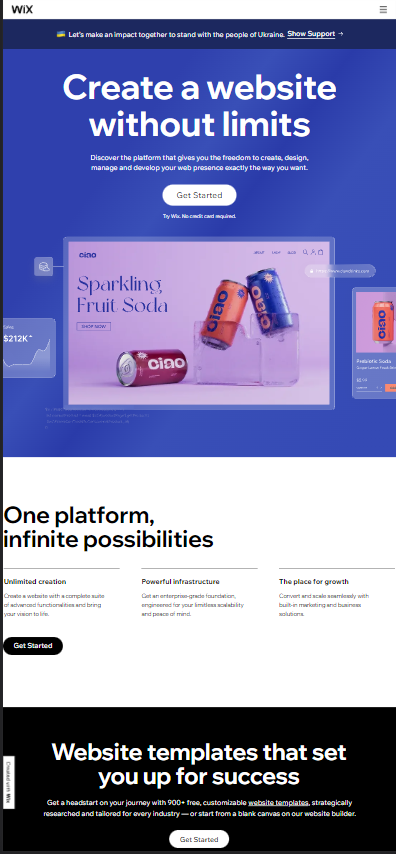 WiX
Let's make an impact together to stand with the people of Ukraine. Show Support →
Create a website
without limits
Discover the platform that gives you the freedom to create, design,
manage and develop your web presence exactly the way you want.
Get Started
Try Wix. No credit card required.
ciao
Sparkling
Fruit Soda
SHOP NOW
ciao
ciao
ciao
Sales
$212K
ciao
Prebiotic Soda
One platform,
infinite possibilities
Unlimited creation
Create a website with a complete suite
of advanced functionalities and bring
your vision to life.
Powerful infrastructure
Get an enterprise-grade foundation,
engineered for your limitless scalability
and peace of mind.
The place for growth
Convert and scale seamlessly with
built-in marketing and business
solutions.
Get Started
Created with Wix
Website templates that set
you up for success
Get a headstart on your journey with 900+ free, customizable website templates, strategically
researched and tailored for every industry — or start from a blank canvas on our website builder.
Get Started